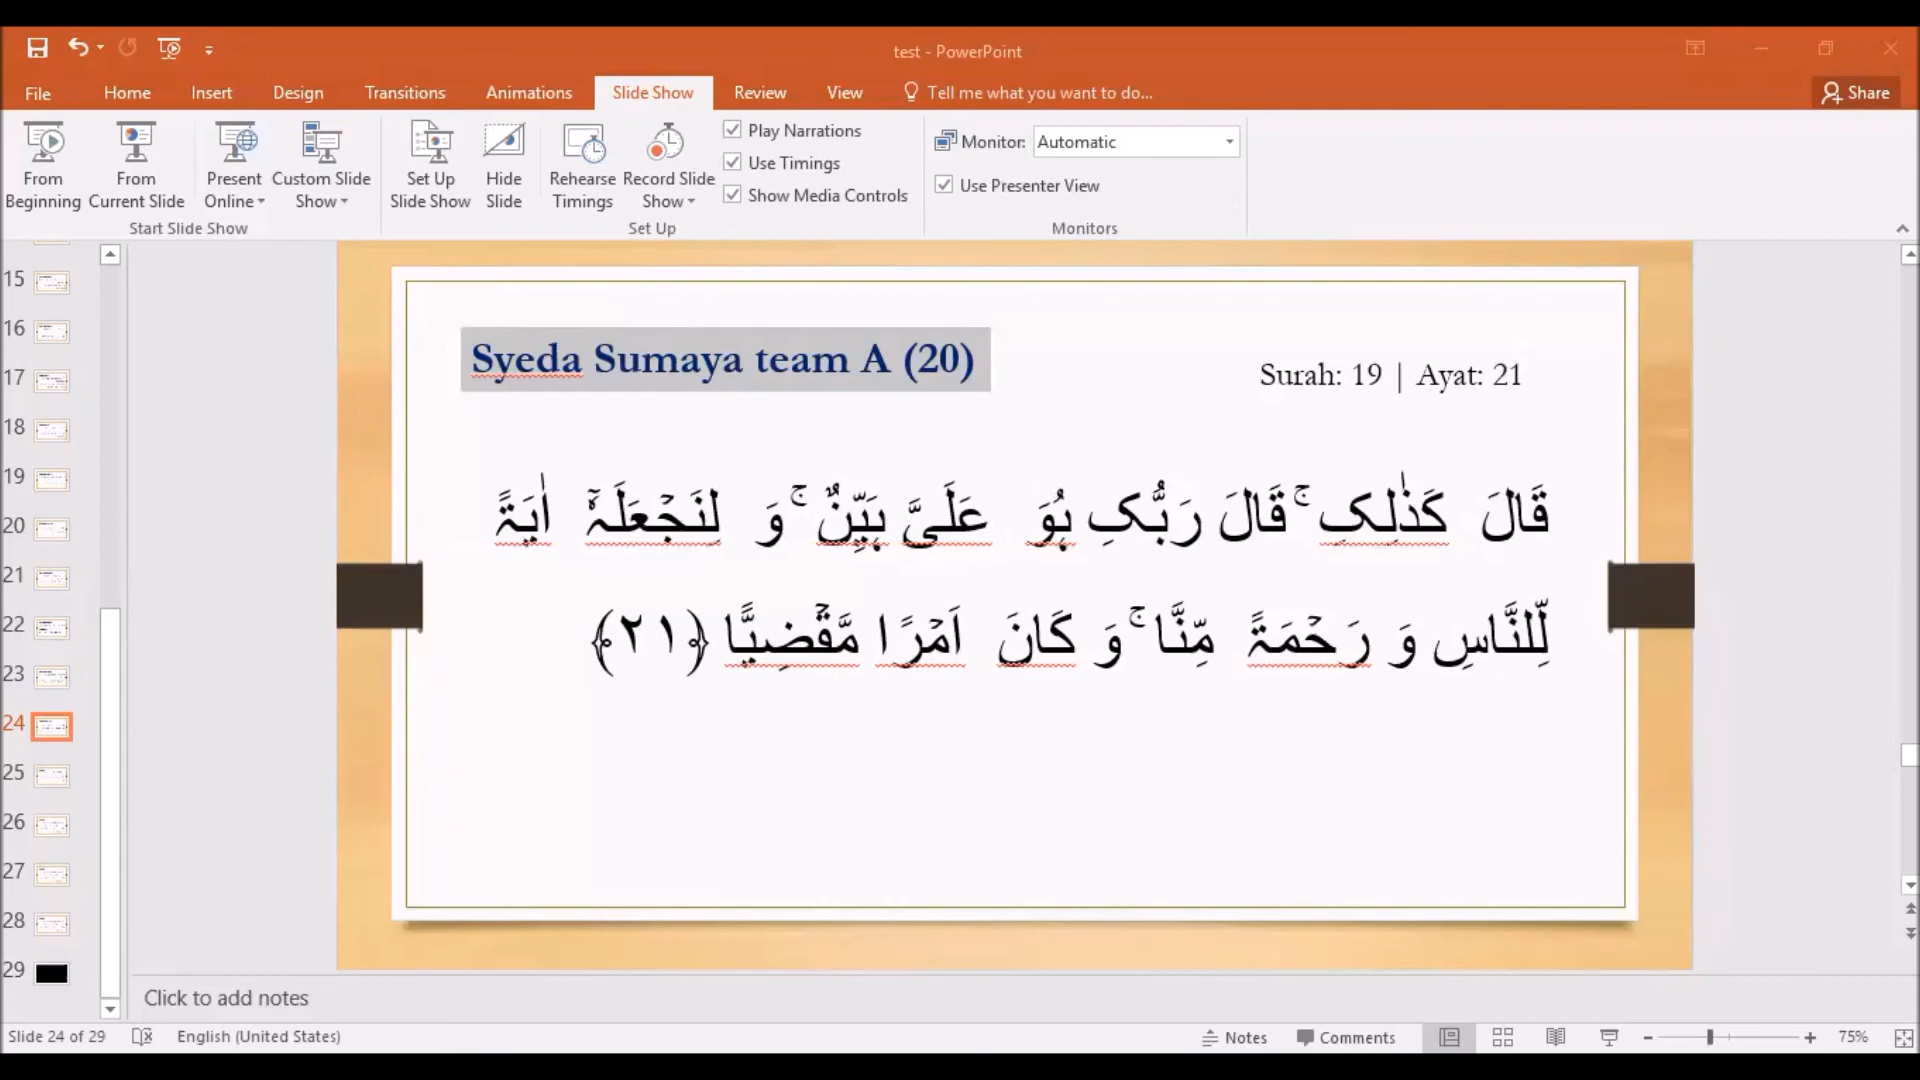 test - PowerPoint
File Home Insert Design Transitions Animations Slide Show Review View Tell me what you want to do... Share
From Beginning
From Current Slide
Present Online
Custom Slide Show
Set Up Slide Show
Hide Slide
Rehearse Timings
Record Slide Show
Play Narrations
Use Timings
Show Media Controls
Monitor: Automatic
Use Presenter View
Start Slide Show
Set Up
Monitors
15
16
17
18
19
20
21
22
23
24
25
26
27
28
29
Syeda Sumaya team A (20)
Surah: 19 | Ayat: 21
قَالَ کَذٰلِکِ ۚ قَالَ رَبُّکِ ہُوَ عَلَیَّ ہَیِّنٌ ۚ وَ لِنَجۡعَلَہٗۤ اٰیَۃً
لِّلنَّاسِ وَ رَحۡمَۃً مِّنَّا ۚ وَ کَانَ اَمۡرًا مَّقۡضِیًّا ﴿۲۱﴾
Click to add notes
Slide 24 of 29 English (United States) Notes Comments 75%